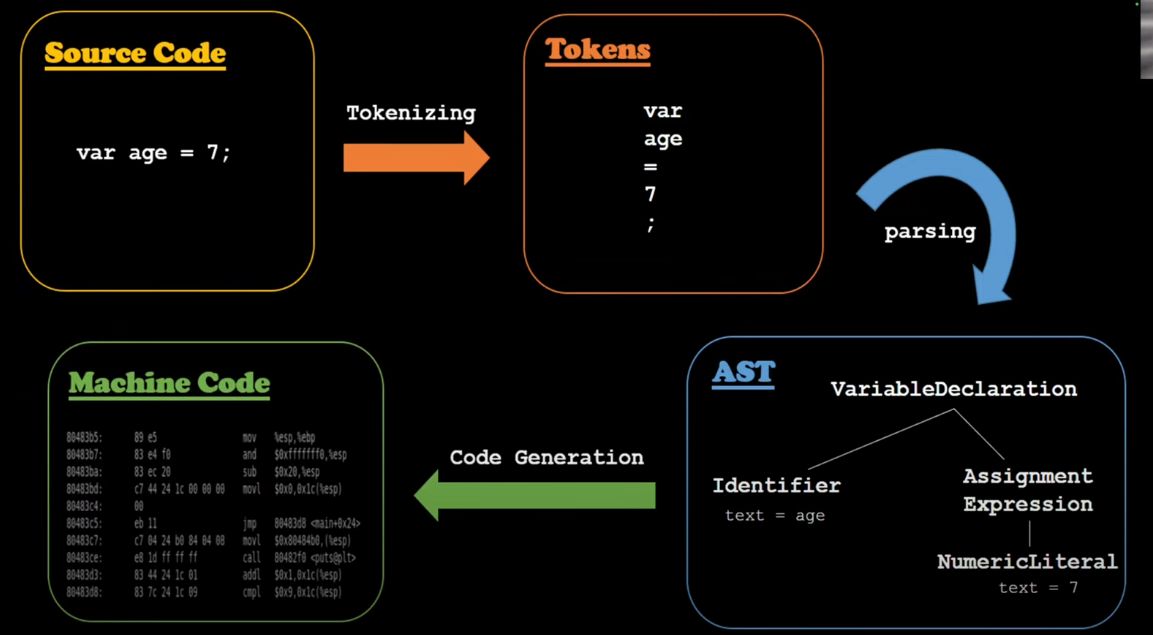 Source Code
var age = 7;
Tokenizing
Tokens
var
age
=
7
;
parsing
AST
VariableDeclaration
Identifier
text = age
Assignment
Expression
NumericLiteral
text = 7
Code Generation
Machine Code
80483b5: 89 e5 mov %esp,%ebp
80483b7: 83 e4 f0 and $0xfffffff0,%esp
80483ba: 83 ec 20 sub $0x20,%esp
80483bd: c7 44 24 1c 00 00 00 movl $0x0,0x1c(%esp)
80483c4: 00
80483c5: eb 11 jmp 80483d8 <main+0x24>
80483c7: c7 04 24 b0 84 04 08 movl $0x80484b0,(%esp)
80483ce: e8 1d ff ff ff call 80482f0 <puts@plt>
80483d3: 83 44 24 1c 01 addl $0x1,0x1c(%esp)
80483d8: 83 7c 24 1c 09 cmpl $0x9,0x1c(%esp)